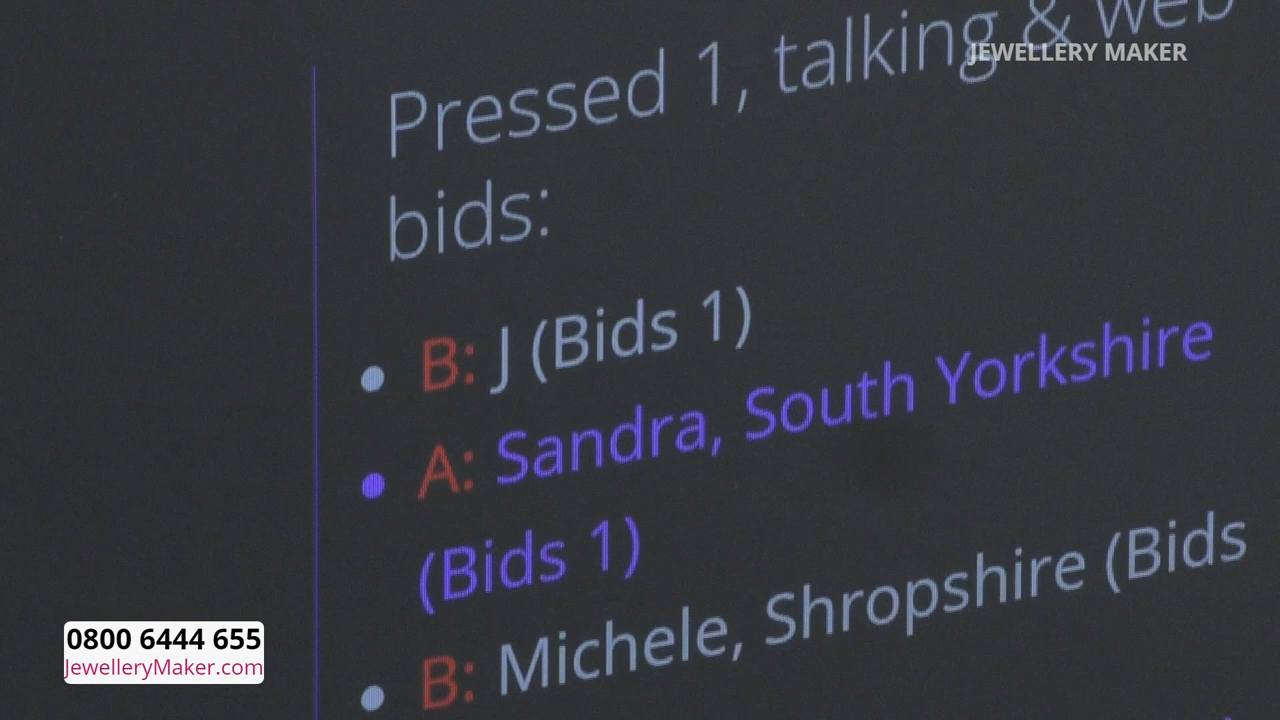 JEWELLERY MAKER
Pressed 1, talking & web
bids:
B: J (Bids 1)
A: Sandra, South Yorkshire
(Bids 1)
B: Michele, Shropshire (Bids
0800 6444 655
JewelleryMaker.com